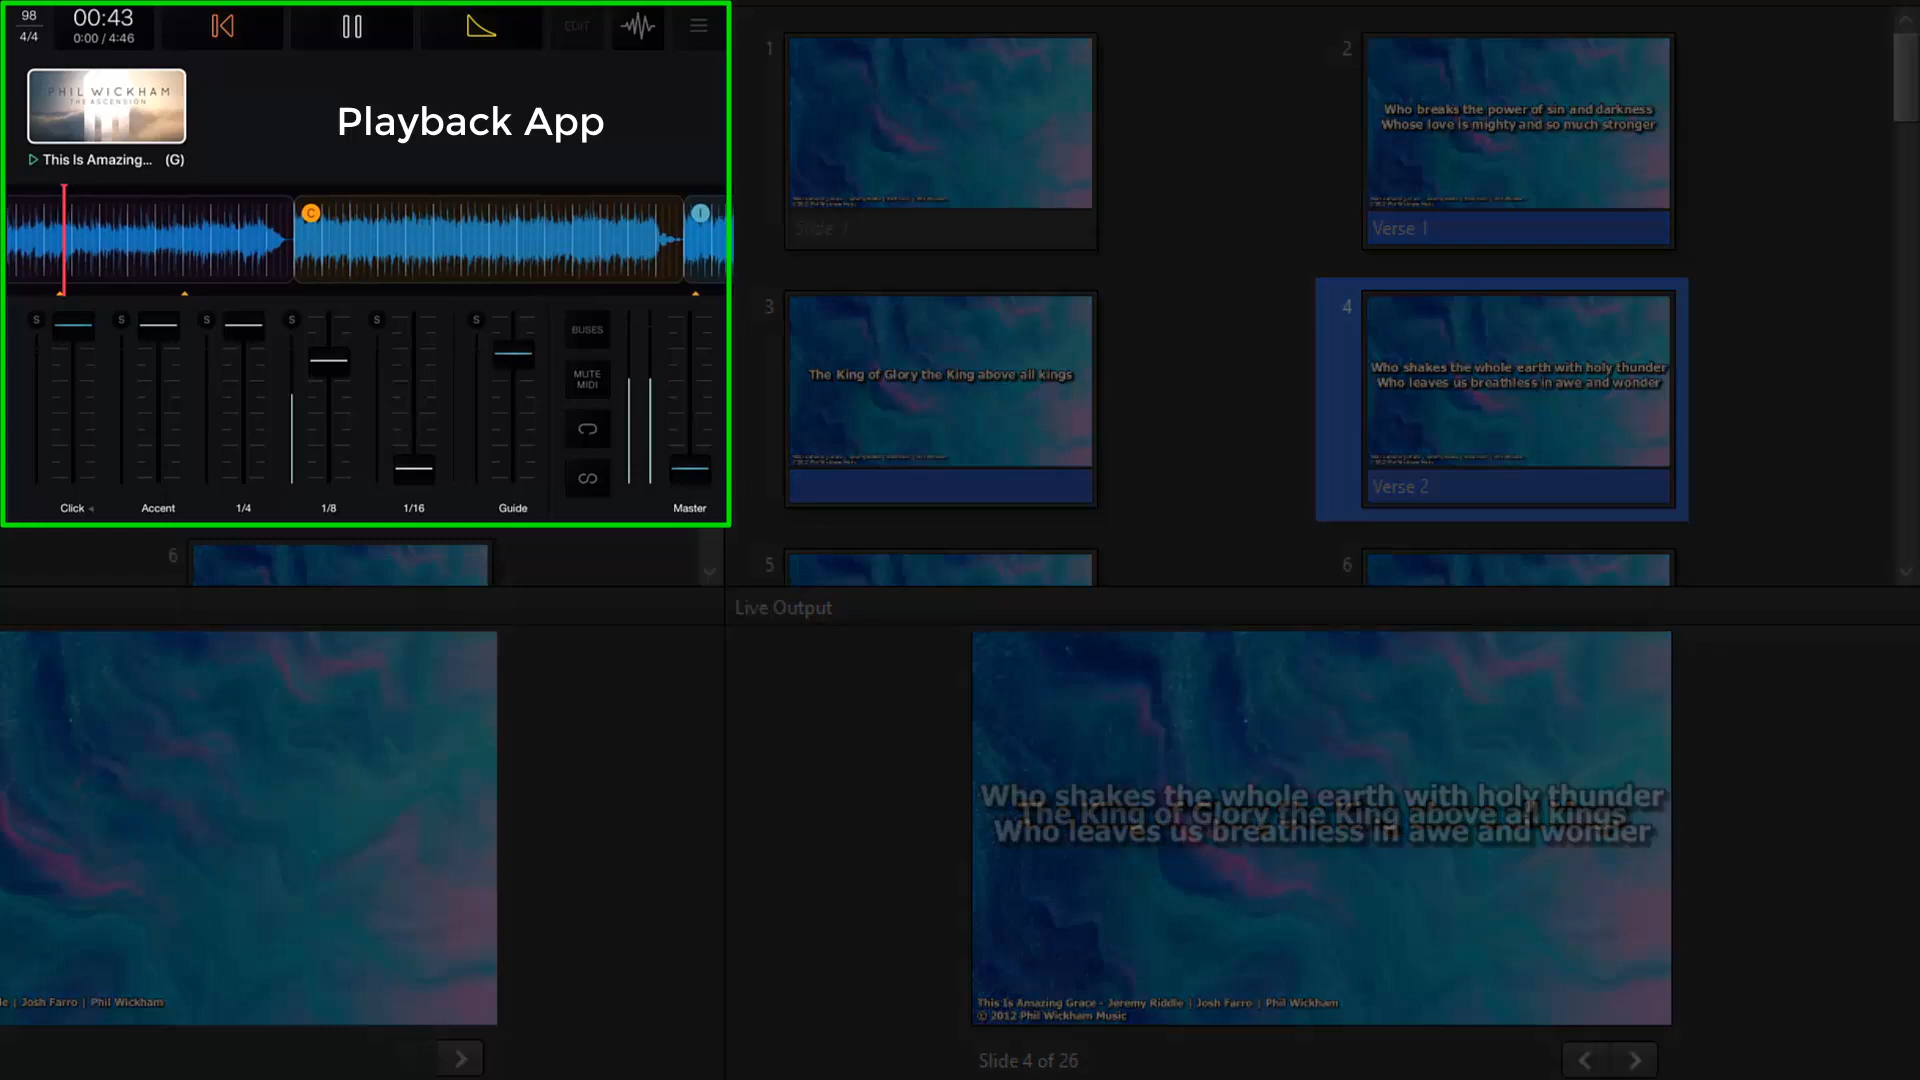 98
4/4
00:43
0:00 / 4:46
EDIT
PHIL WICKHAM
THE ASCENSION
Playback App
This Is Amazing... (G)
C
I
S
S
S
S
S
S
BUSES
MUTE
MIDI
Click
Accent
1/4
1/8
1/16
Guide
Master
1
Slide 1
2
Who breaks the power of sin and darkness
Whose love is mighty and so much stronger
Verse 1
3
The King of Glory the King above all kings
4
Who shakes the whole earth with holy thunder
Who leaves us breathless in awe and wonder
Verse 2
6
5
6
Live Output
Who shakes the whole earth with holy thunder
The King of Glory the King above all kings
Who leaves us breathless in awe and wonder
le | Josh Farro | Phil Wickham
This Is Amazing Grace - Jeremy Riddle | Josh Farro | Phil Wickham
© 2012 Phil Wickham Music
Slide 4 of 26